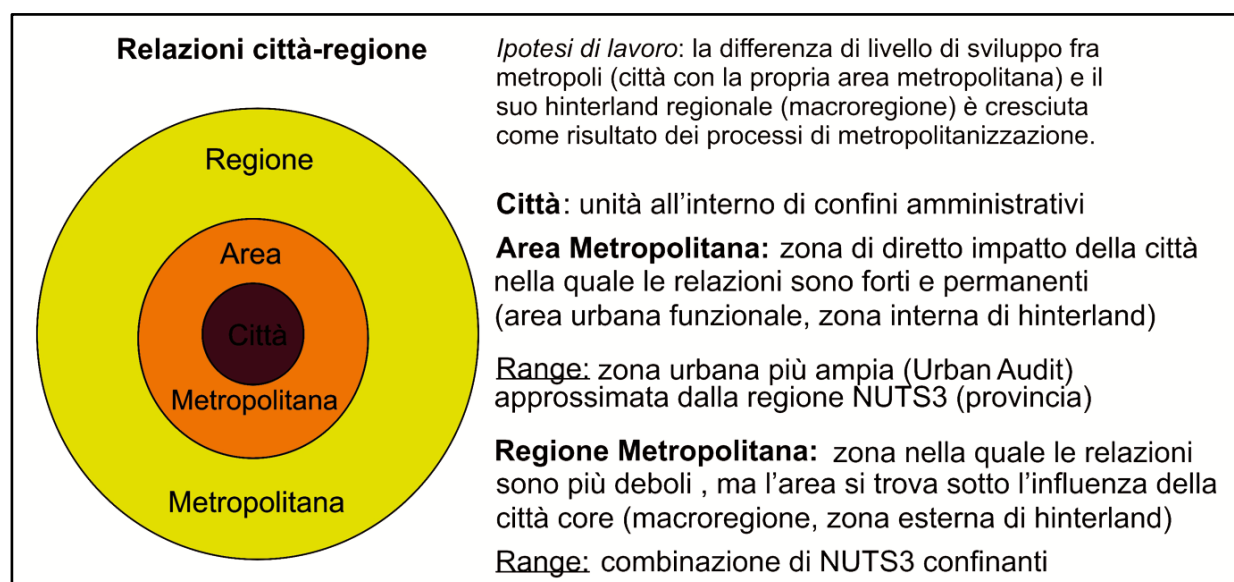 Relazioni città-regione
Regione
Area
Città
Metropolitana
Metropolitana
Ipotesi di lavoro: la differenza di livello di sviluppo fra
metropoli (città con la propria area metropolitana) e il
suo hinterland regionale (macroregione) è cresciuta
come risultato dei processi di metropolitanizzazione.
Città: unità all’interno di confini amministrativi
Area Metropolitana: zona di diretto impatto della città
nella quale le relazioni sono forti e permanenti
(area urbana funzionale, zona interna di hinterland)
Range: zona urbana più ampia (Urban Audit)
approssimata dalla regione NUTS3 (provincia)
Regione Metropolitana: zona nella quale le relazioni
sono più deboli , ma l’area si trova sotto l’influenza della
città core (macroregione, zona esterna di hinterland)
Range: combinazione di NUTS3 confinanti